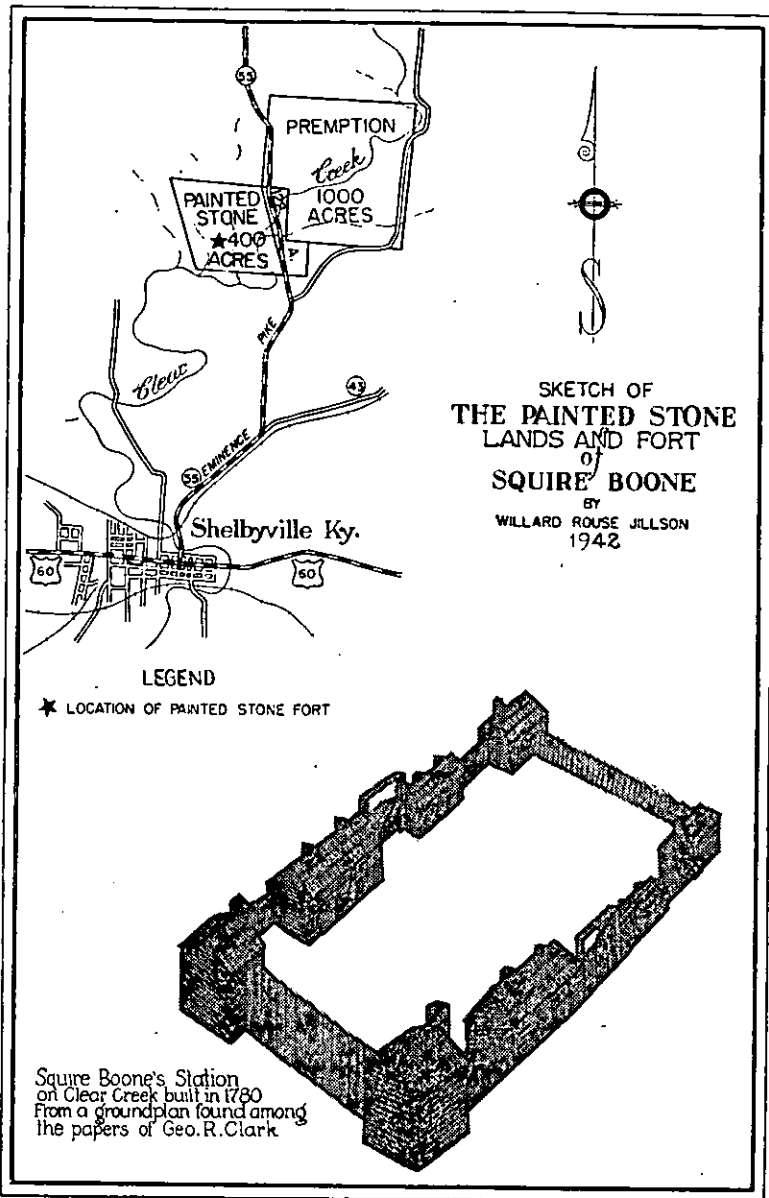 55
PREMPTION
Creek
1000
ACRES
PAINTED
STONE
★400
ACRES
PIKE
Clear
43
EMINENCE
55
Shelbyville Ky.
60
60
S
SKETCH OF
THE PAINTED STONE
LANDS AND FORT
of
SQUIRE BOONE
BY
WILLARD ROUSE JILLSON
1942
LEGEND
★ LOCATION OF PAINTED STONE FORT
Squire Boone's Station
on Clear Creek built in 1780
From a groundplan found among
the papers of Geo. R. Clark